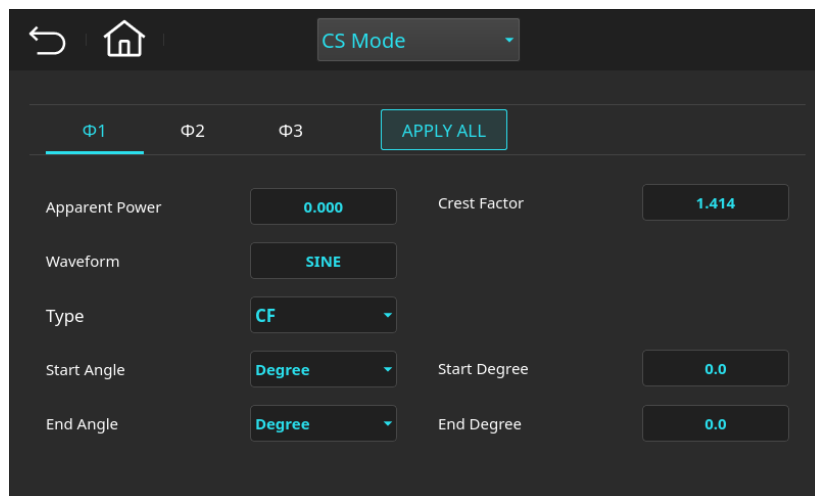 CS Mode
Φ1 Φ2 Φ3 APPLY ALL
Apparent Power 0.000 Crest Factor 1.414
Waveform SINE
Type CF
Start Angle Degree Start Degree 0.0
End Angle Degree End Degree 0.0